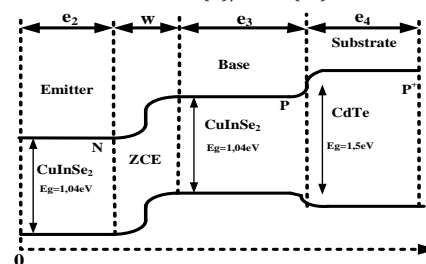 e2 w e3 e4
Substrate
Base
Emitter
P P+
N CuInSe2 CdTe
CuInSe2 ZCE Eg=1,04eV Eg=1,5eV
Eg=1,04eV
0